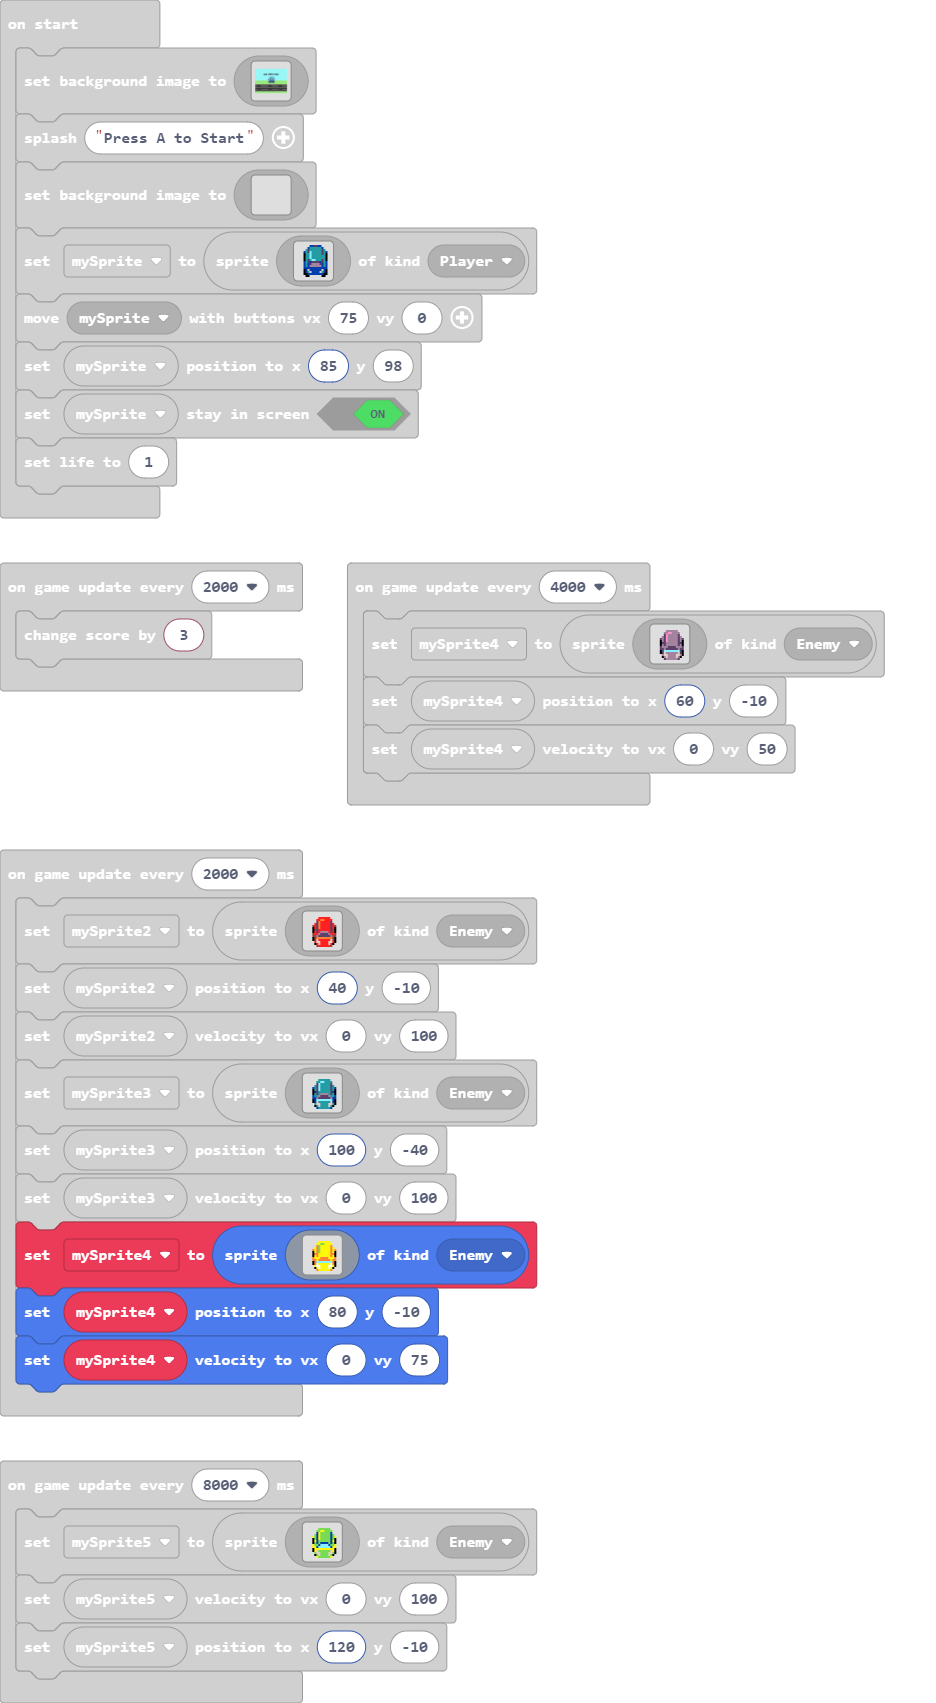 on start
set background image to
splash "Press A to Start"
set background image to
set mySprite to sprite of kind Player
move mySprite with buttons vx 75 vy 0
set mySprite position to x 85 y 98
set mySprite stay in screen ON
set life to 1
on game update every 2000 ms
change score by 3
on game update every 4000 ms
set mySprite4 to sprite of kind Enemy
set mySprite4 position to x 60 y -10
set mySprite4 velocity to vx 0 vy 50
on game update every 2000 ms
set mySprite2 to sprite of kind Enemy
set mySprite2 position to x 40 y -10
set mySprite2 velocity to vx 0 vy 100
set mySprite3 to sprite of kind Enemy
set mySprite3 position to x 100 y -40
set mySprite3 velocity to vx 0 vy 100
set mySprite4 to sprite of kind Enemy
set mySprite4 position to x 80 y -10
set mySprite4 velocity to vx 0 vy 75
on game update every 8000 ms
set mySprite5 to sprite of kind Enemy
set mySprite5 velocity to vx 0 vy 100
set mySprite5 position to x 120 y -10